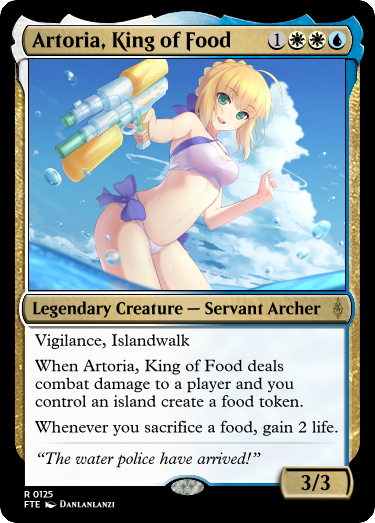 Artoria, King of Food 1
Legendary Creature — Servant Archer
Vigilance, Islandwalk
When Artoria, King of Food deals
combat damage to a player and you
control an island create a food token.
Whenever you sacrifice a food, gain 2 life.
“The water police have arrived!”
3/3
R 0125
FTE DANLANLANZI